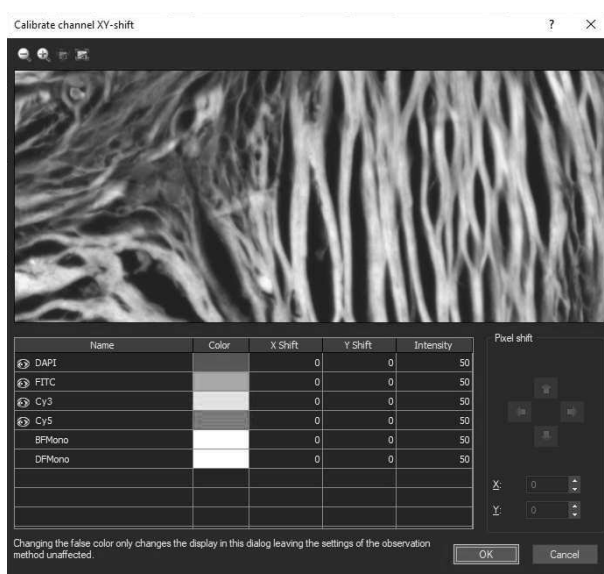 Calibrate channel XY-shift ? ✕
Name Color X Shift Y Shift Intensity
DAPI 0 0 50
FITC 0 0 50
Cy3 0 0 50
Cy5 0 0 50
BFMono 0 0 50
DFMono 0 0 50
Pixel shift
X: 0
Y: 0
Changing the false color only changes the display in this dialog leaving the settings of the observation
method unaffected.
OK Cancel